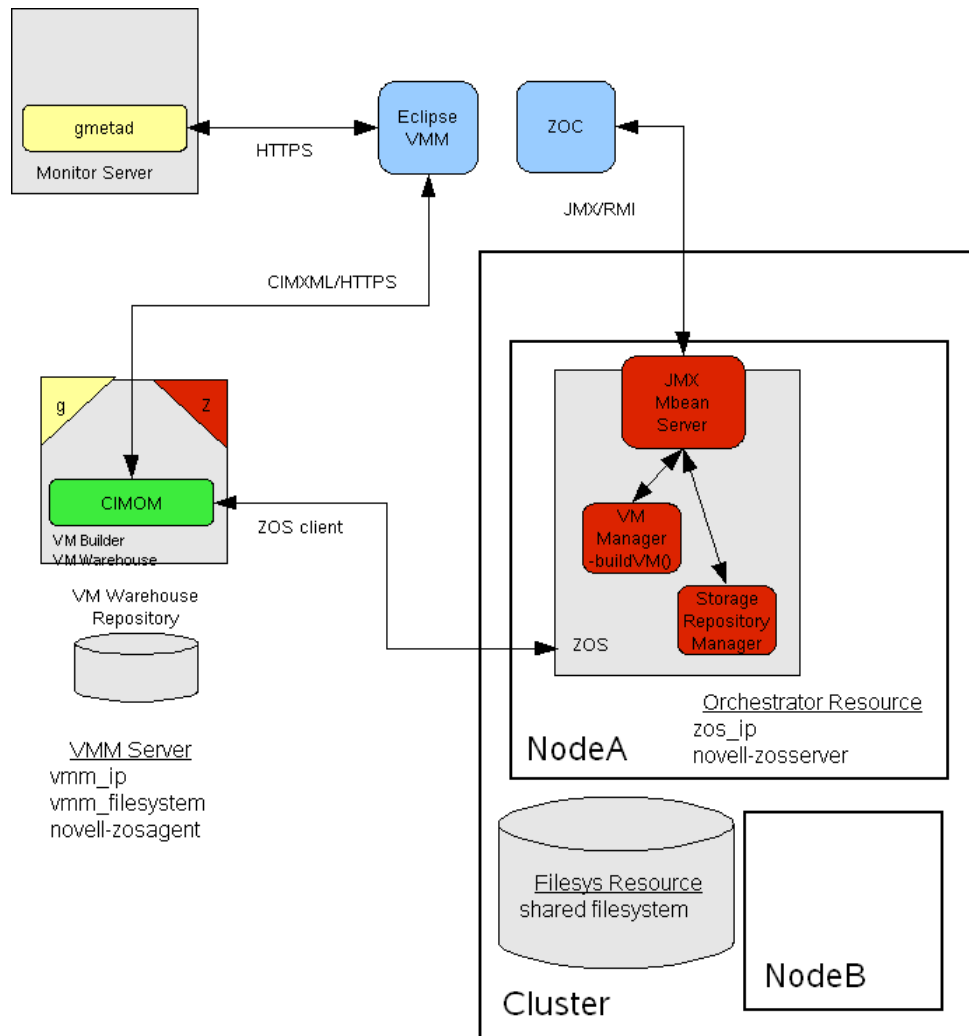 gmetad
Monitor Server
HTTPS
Eclipse
VMM
ZOC
JMX/RMI
CIMXML/HTTPS
g
Z
CIMOM
VM Builder
VM Warehouse
ZOS client
VM Warehouse
Repository
VMM Server
vmm_ip
vmm_filesystem
novell-zosagent
JMX
Mbean
Server
VM
Manager
-buildVM()
Storage
Repository
Manager
ZOS
Orchestrator Resource
zos_ip
novell-zosserver
NodeA
Filesys Resource
shared filesystem
NodeB
Cluster